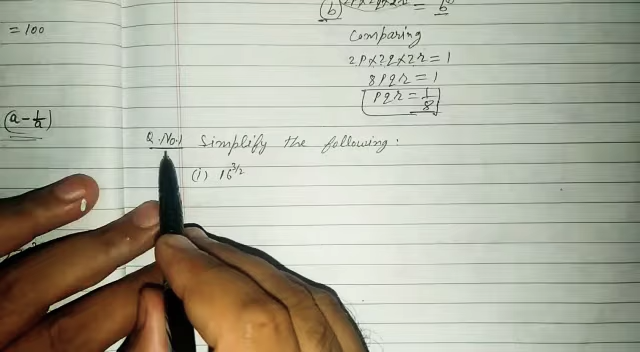 = 100
(a - 1/a)
(b)
Comparing
2p×2q×2r = 1
8pqr = 1
pqr = 1/8
Q.No.1 Simplify the following:
(i) 16^3/2